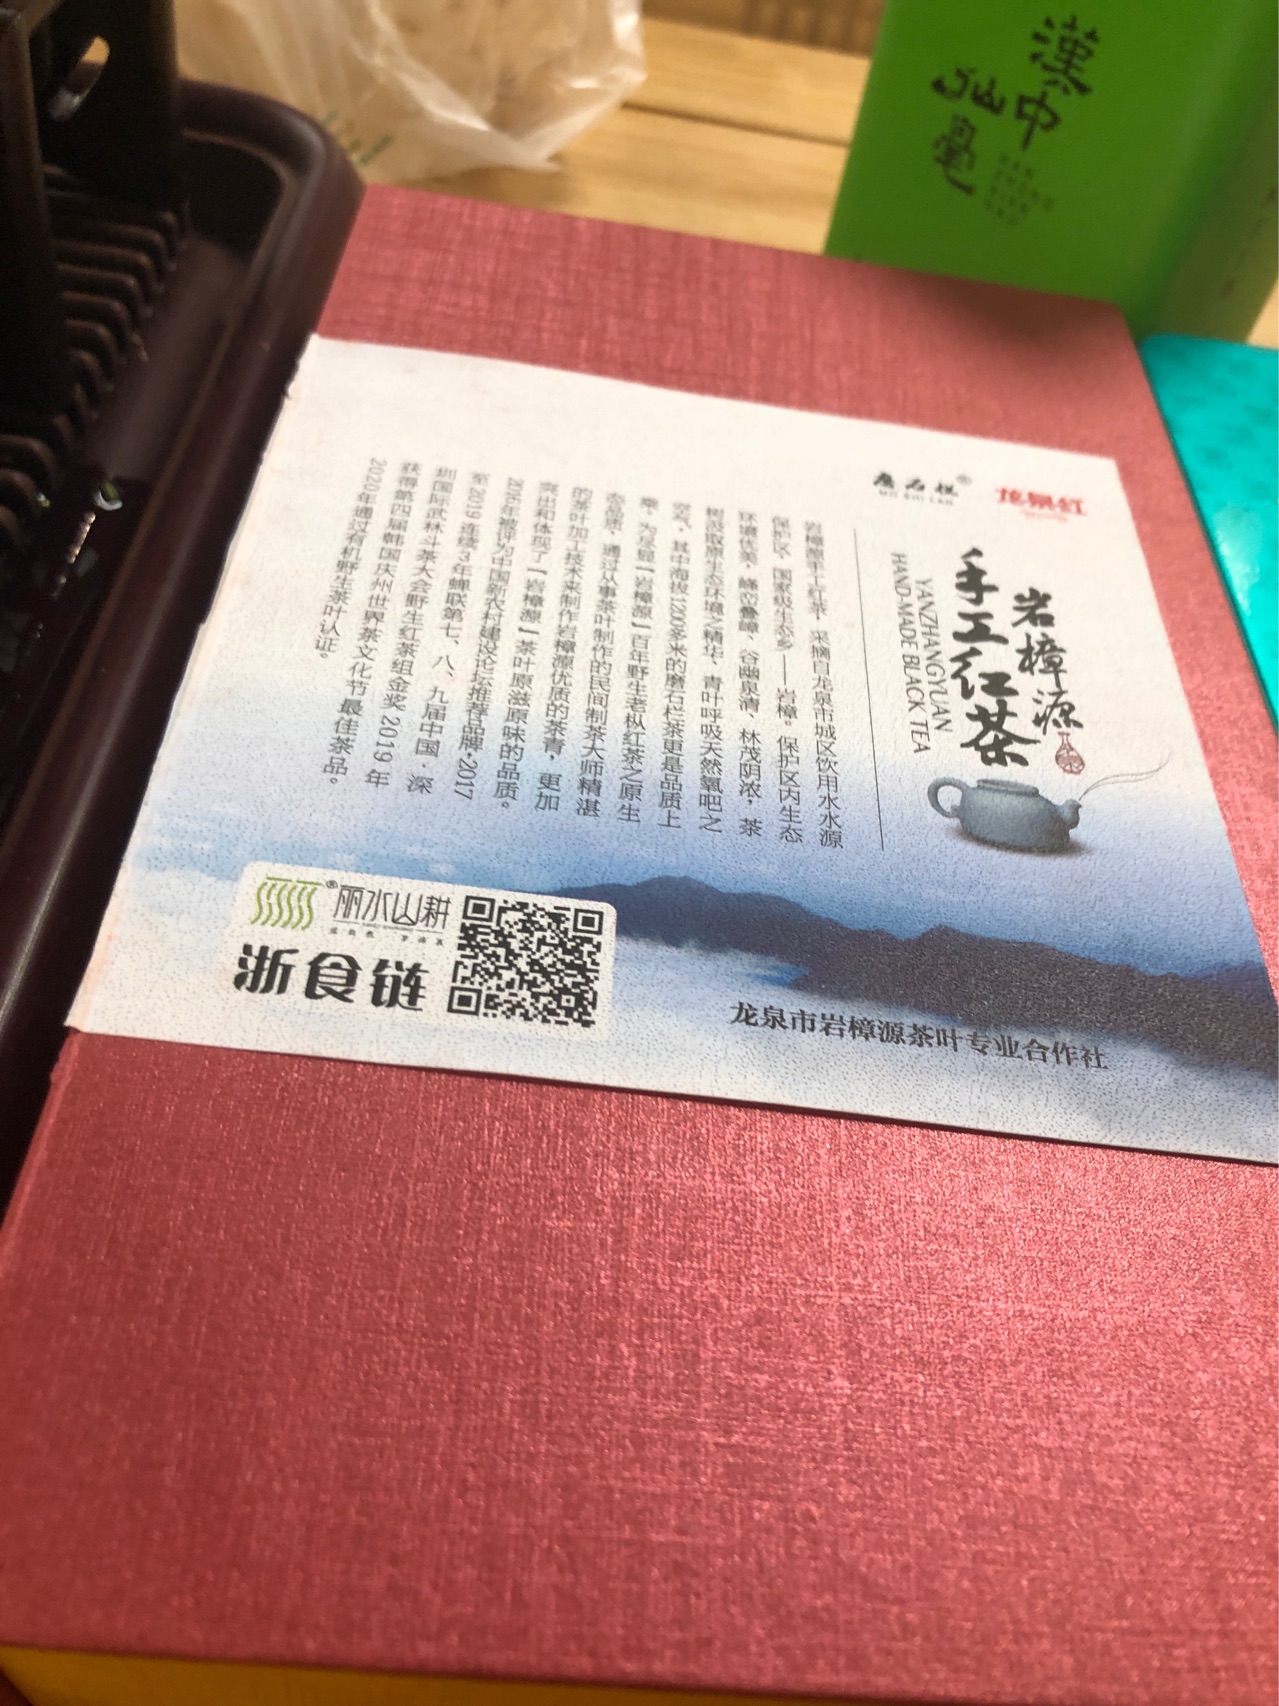 漢中
仙毫
HAN
ZHONG
XIAN
HAO
磨石栏®
MO SHI LAN
龙泉红
岩樟源
手工红茶
YANZHANGYUAN
HAND-MADE BLACK TEA
岩樟源手工红茶，采摘自龙泉市城区饮用水水源
保护区、国家级生态乡——岩樟。保护区内生态
环境优美，峰峦叠嶂、谷幽泉清、林茂阴浓，茶
树汲取原生态环境之精华、青叶呼吸天然氧吧之
空气，其中海拔1200多米的磨石栏茶更是品质上
乘，为尽显【岩樟源】百年野生老枞红茶之原生
态品质，通过从事茶叶制作的民间制茶大师精湛
的茶叶加工技术来制作岩樟源优质的茶青，更加
突出和体现了【岩樟源】茶叶原滋原味的品质。
2016年被评为中国新农村建设论坛推荐品牌，2017
至2019连续3年蝉联第七、八、九届中国·深
圳国际武林斗茶大会野生红茶组金奖 2019年
获得第四届韩国庆州世界茶文化节最佳茶品。
2020年通过有机野生茶叶认证。
®丽水山耕
浙食链
龙泉市岩樟源茶叶专业合作社